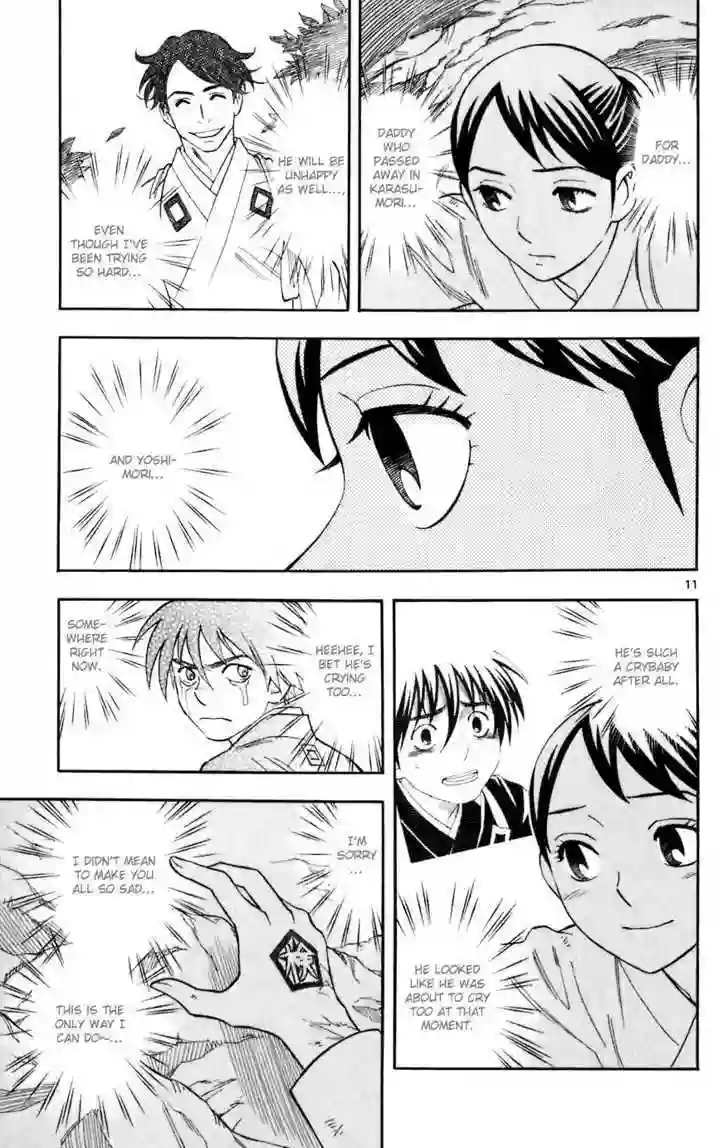 FOR
DADDY...
DADDY
WHO
PASSED
AWAY IN
KARASU-
MORI...
HE WILL BE
UNHAPPY
AS WELL...,
EVEN
THOUGH I'VE
BEEN TRYING
SO HARD...
AND YOSHI-
MORI...
11
HE'S SUCH
A CRYBABY
AFTER ALL.
HE LOOKED
LIKE HE WAS
ABOUT TO CRY
TOO AT THAT
MOMENT.
HEEHEE, I
BET HE'S
CRYING
TOO...
SOME-
WHERE
RIGHT
NOW.
I'M
SORRY
...
I DIDN'T MEAN
TO MAKE YOU
ALL SO SAD...
THIS IS THE
ONLY WAY I
CAN DO~...